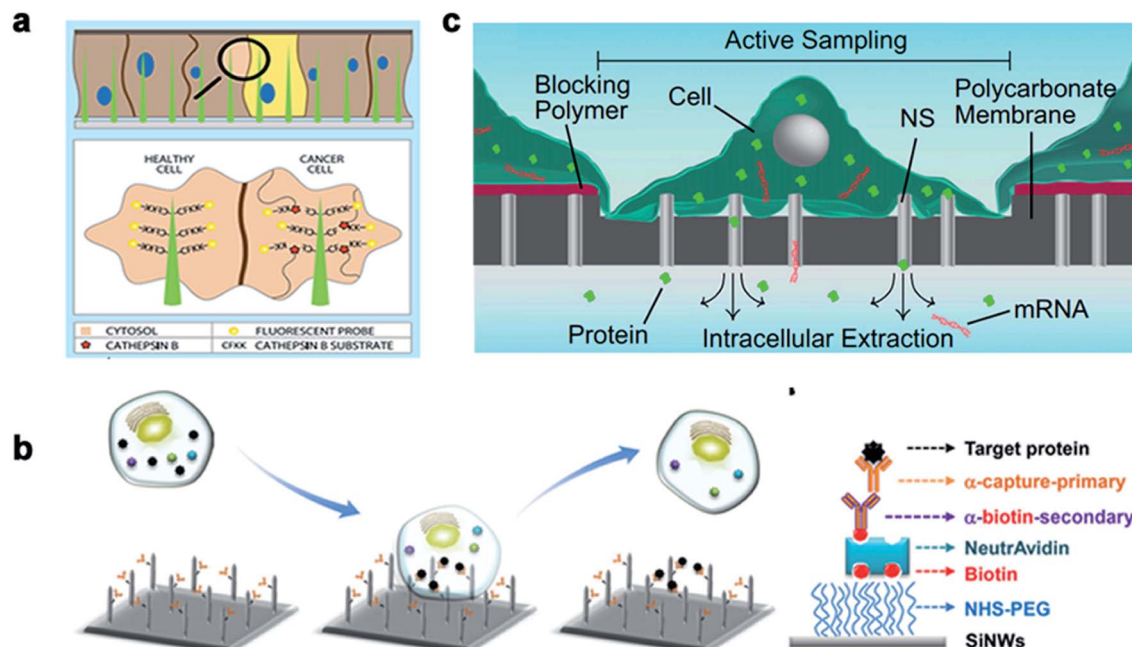 a
HEALTHY
CELL
CANCER
CELL
CYTOSOL
FLUORESCENT PROBE
CATHEPSIN B
CFXX CATHEPSIN B SUBSTRATE
c
Active Sampling
Blocking
Polymer
Cell
NS
Polycarbonate
Membrane
Protein
Intracellular Extraction
mRNA
b
Target protein
α-capture-primary
α-biotin-secondary
NeutrAvidin
Biotin
NHS-PEG
SiNWs